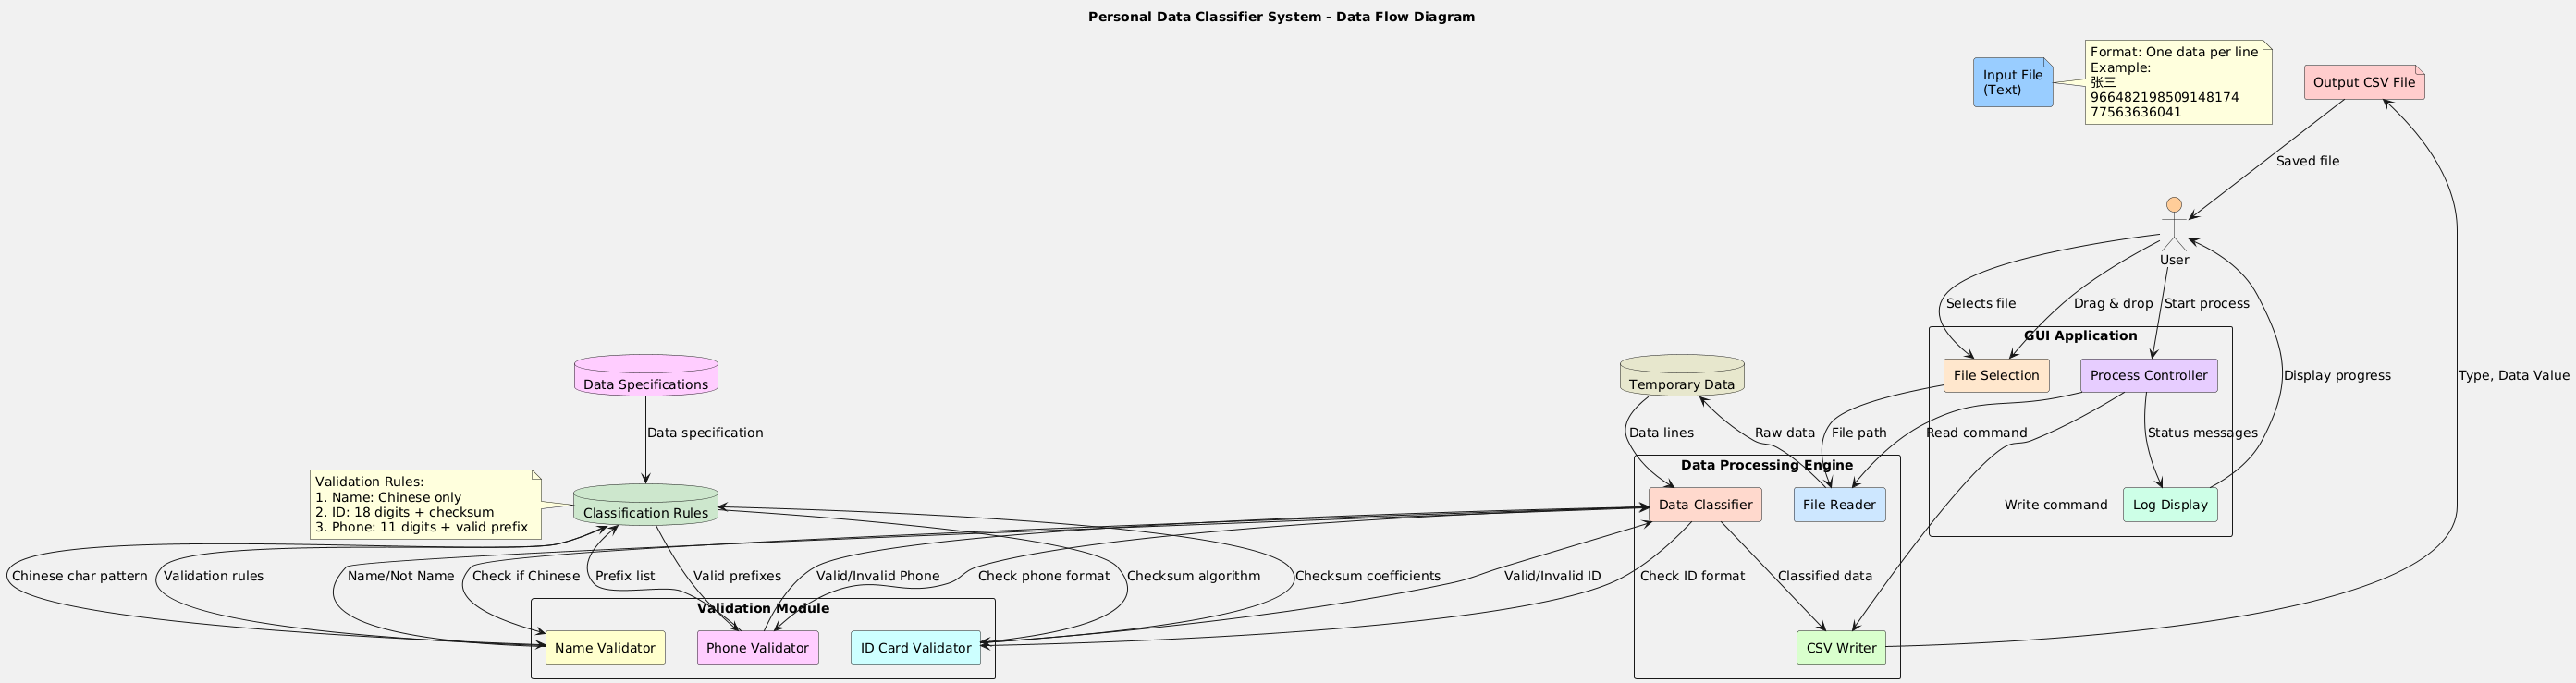 Personal Data Classifier System - Data Flow Diagram
Input File
(Text)
Format: One data per line
Example:
张三
966482198509148174
77563636041
Output CSV File
Saved file
User
Selects file
Drag & drop
Start process
GUI Application
Data Specifications
Temporary Data
File Selection
Process Controller
Display progress
Type, Data Value
Data specification
Data lines
Raw data
File path
Read command
Status messages
Validation Rules:
1. Name: Chinese only
2. ID: 18 digits + checksum
3. Phone: 11 digits + valid prefix
Classification Rules
Data Processing Engine
Data Classifier
File Reader
Write command
Log Display
Chinese char pattern
Validation rules
Name/Not Name
Check if Chinese
Prefix list
Valid prefixes
Valid/Invalid Phone
Check phone format
Checksum algorithm
Checksum coefficients
Valid/Invalid ID
Check ID format
Classified data
Validation Module
Name Validator
Phone Validator
ID Card Validator
CSV Writer